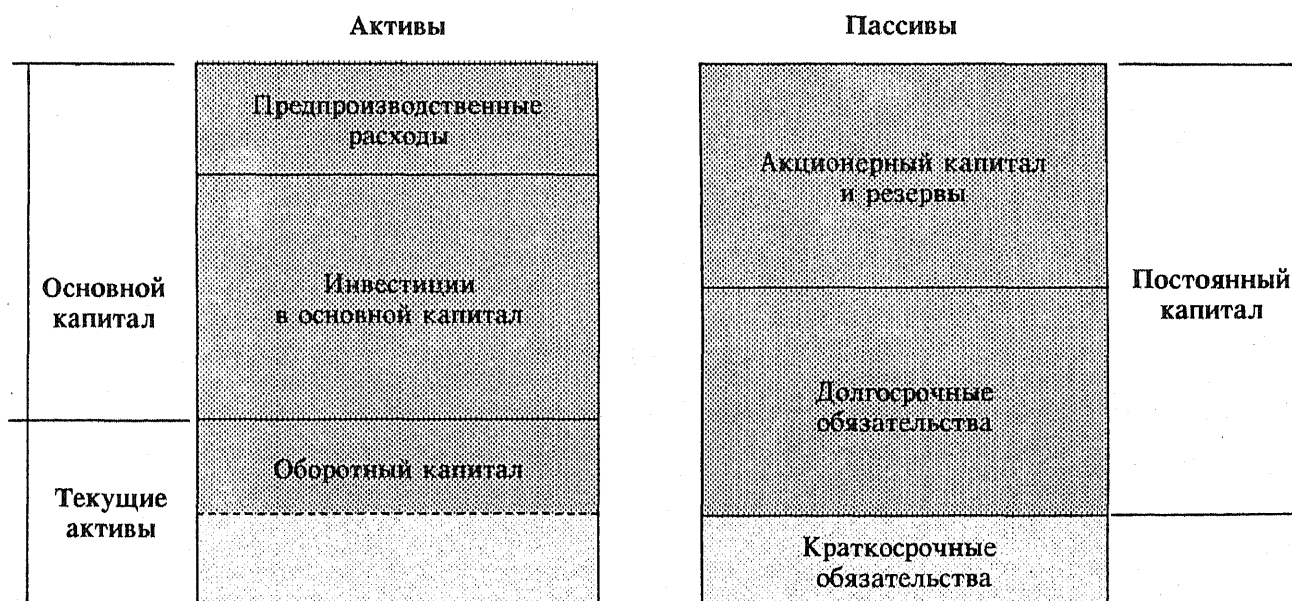 Активы
Пассивы
Предпроизводственные
расходы
Акционерный капитал
и резервы
Основной
капитал
Инвестиции
в основной капитал
Постоянный
капитал
Долгосрочные
обязательства
Оборотный капитал
Текущие
активы
Краткосрочные
обязательства